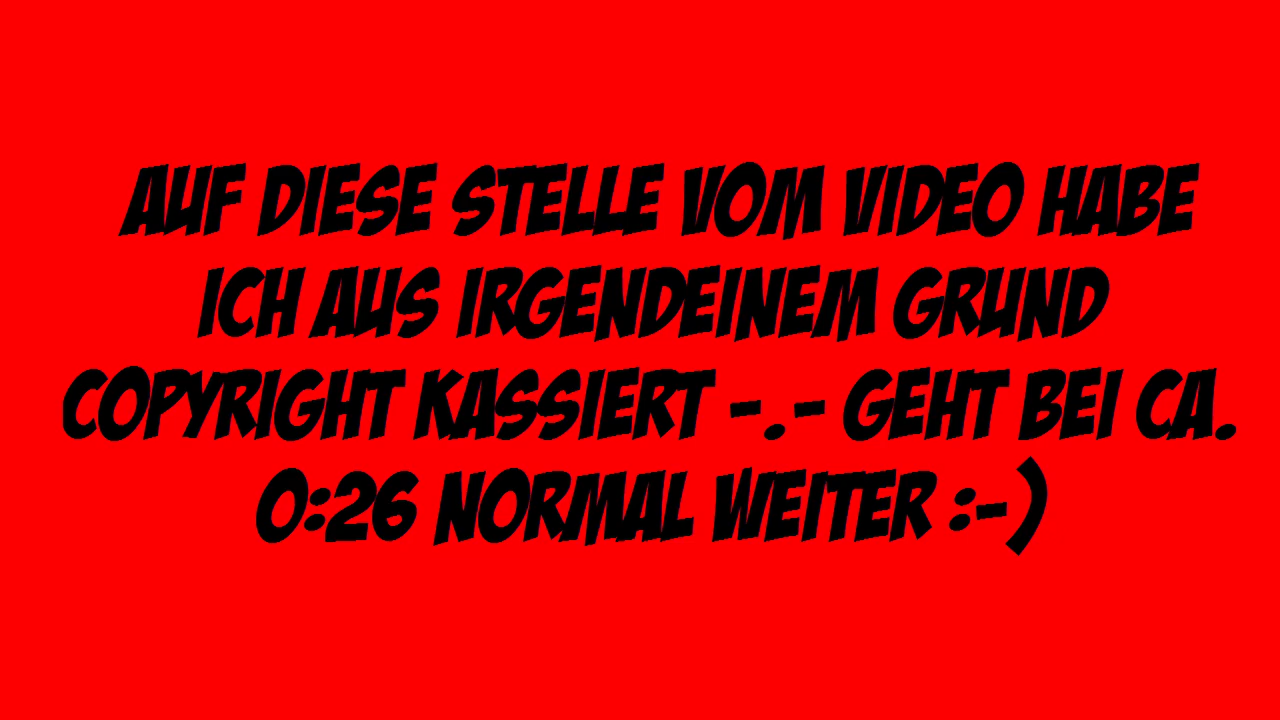 AUF DIESE STELLE VOM VIDEO HABE
ICH AUS IRGENDEINEM GRUND
COPYRIGHT KASSIERT -.- GEHT BEI CA.
0:26 NORMAL WEITER :-)